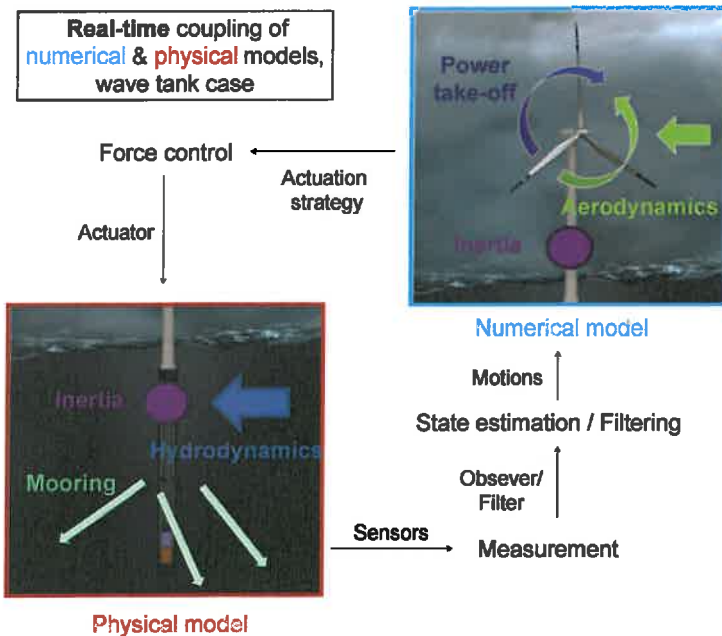 Real-time coupling of
numerical & physical models,
wave tank case
Power
take-off
Force control
Actuation
strategy
Aerodynamics
Actuator
Inertia
Numerical model
Motions
Inertia
State estimation / Filtering
Hydrodynamics
Mooring
Obsever/
Filter
Sensors
Measurement
Physical model